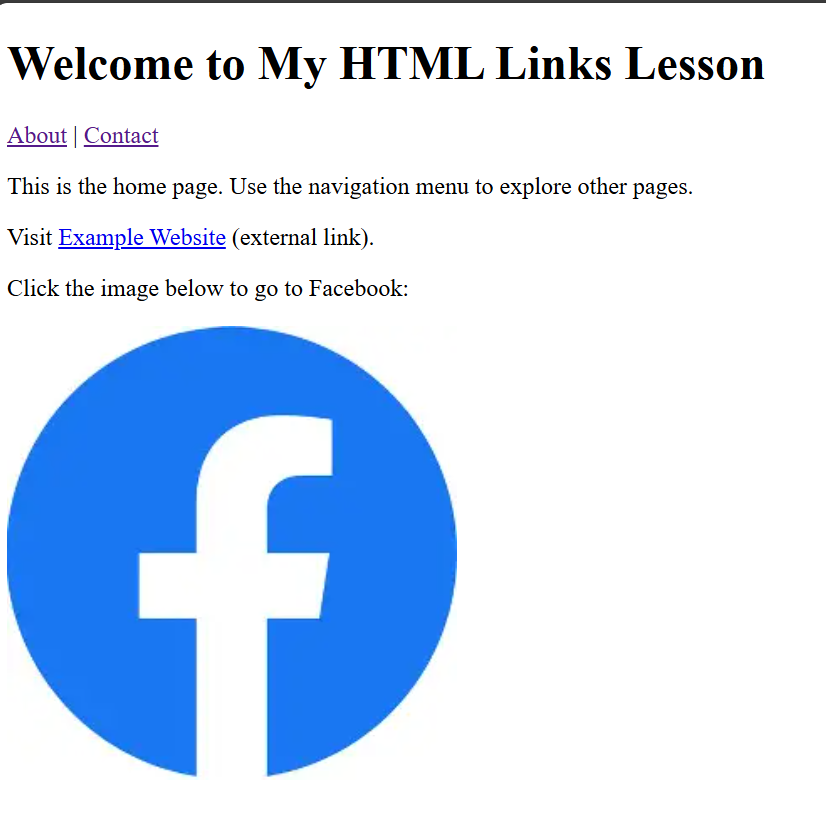 Welcome to My HTML Links Lesson
About | Contact
This is the home page. Use the navigation menu to explore other pages.
Visit Example Website (external link).
Click the image below to go to Facebook:
f